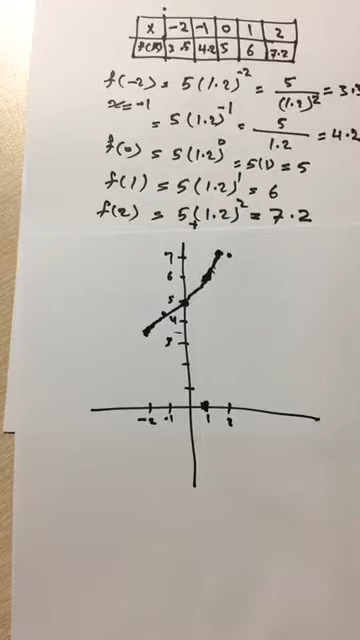 x -2 -1 0 1 2
f(x) 3.5 4.2 5 6 7.2
f(-2) = 5(1.2)^-2 = 5/(1.2)^2 = 3.5
x = -1
= 5(1.2)^-1 = 5/1.2 = 4.2
f(0) = 5(1.2)^0 = 5(1) = 5
f(1) = 5(1.2)^1 = 6
f(2) = 5(1.2)^2 = 7.2
7
6
5
4
3
-2 -1 1 2